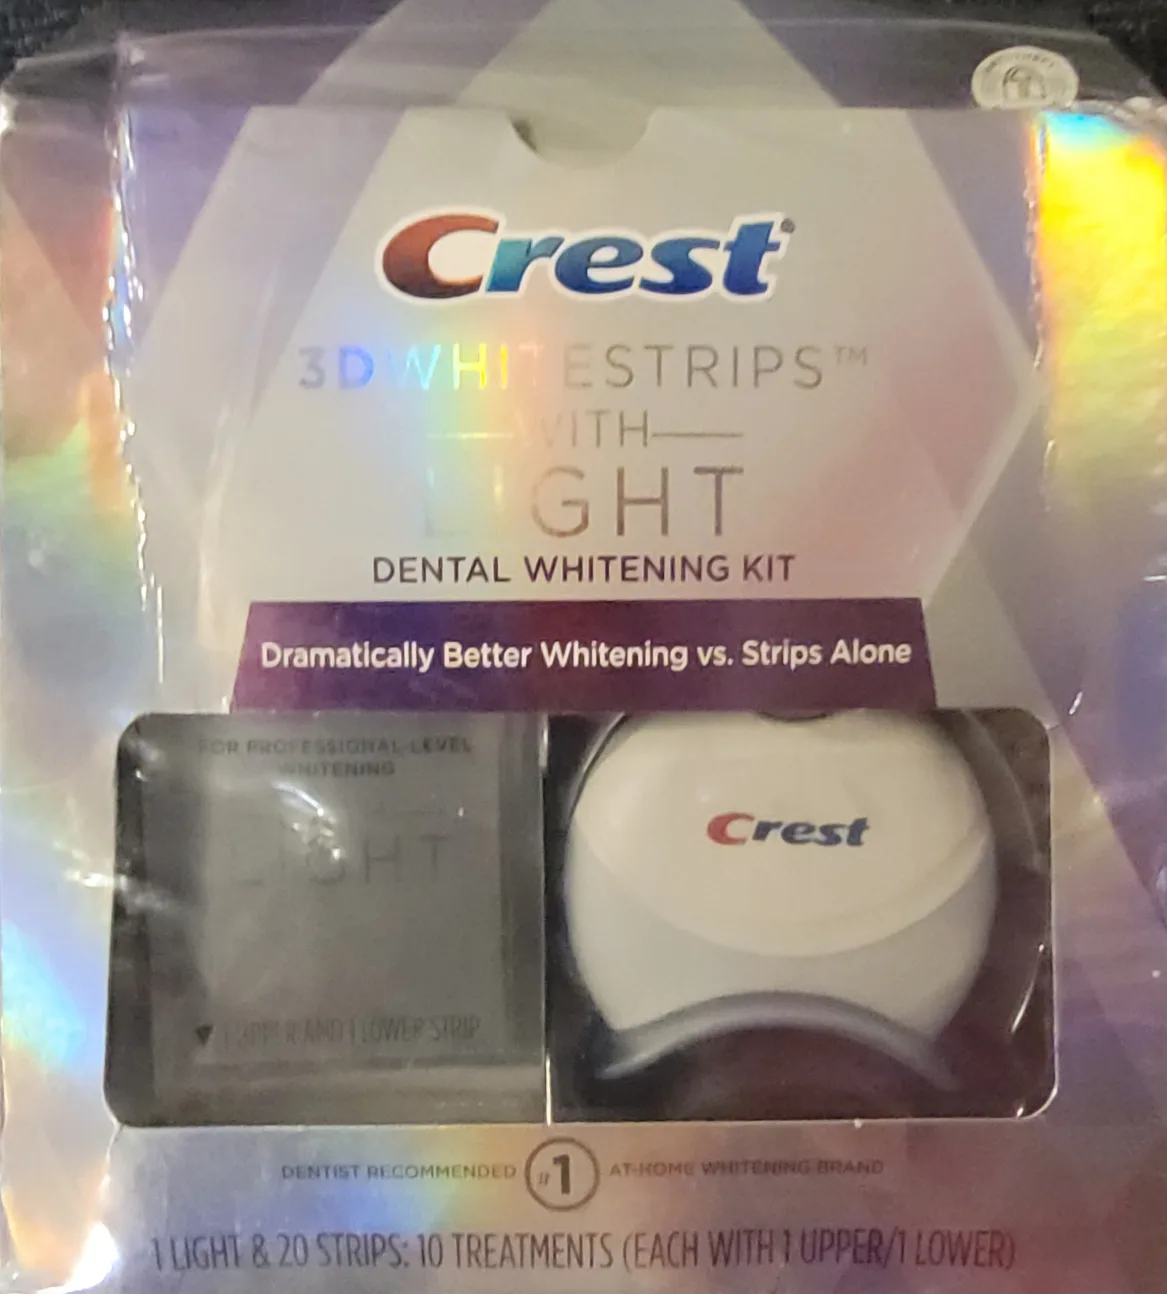 Crest®
3D WHITESTRIPS™
WITH
LIGHT
DENTAL WHITENING KIT
Dramatically Better Whitening vs. Strips Alone
FOR PROFESSIONAL-LEVEL
WHITENING
LIGHT
1 UPPER AND 1 LOWER STRIP
Crest
DENTIST RECOMMENDED #1 AT-HOME WHITENING BRAND
1 LIGHT & 20 STRIPS: 10 TREATMENTS (EACH WITH 1 UPPER/1 LOWER)